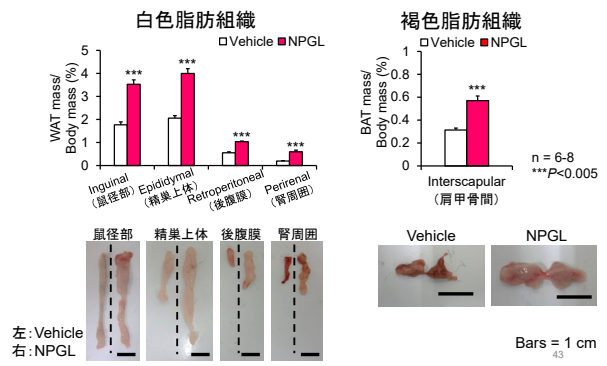 白色脂肪組織
Vehicle NPGL
WAT mass/
Body mass (%)
5
4
3
2
1
0
***
***
***
***
Inguinal
(鼠径部)
Epididymal
(精巣上体)
Retroperitoneal
(後腹膜)
Perirenal
(腎周囲)
褐色脂肪組織
Vehicle NPGL
BAT mass/
Body mass (%)
1
0.8
0.6
0.4
0.2
0
***
Interscapular
(肩甲骨間)
n = 6-8
***P<0.005
鼠径部 精巣上体 後腹膜 腎周囲
左：Vehicle
右：NPGL
Vehicle NPGL
Bars = 1 cm
43